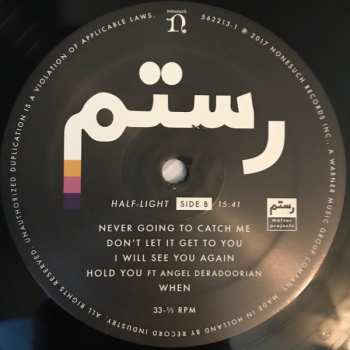 nonesuch
n.
UNAUTHORIZED DUPLICATION IS A VIOLATION OF APPLICABLE LAWS.
562213-1 ℗ 2017 NONESUCH RECORDS INC., A WARNER MUSIC GROUP COMPANY.
رستم
HALF-LIGHT SIDE B 15:41
رستم
matsor
projects
NEVER GOING TO CATCH ME
DON'T LET IT GET TO YOU
I WILL SEE YOU AGAIN
HOLD YOU FT ANGEL DERADOORIAN
WHEN
33-⅓ RPM
ALL RIGHTS RESERVED.
MADE IN HOLLAND BY RECORD INDUSTRY.